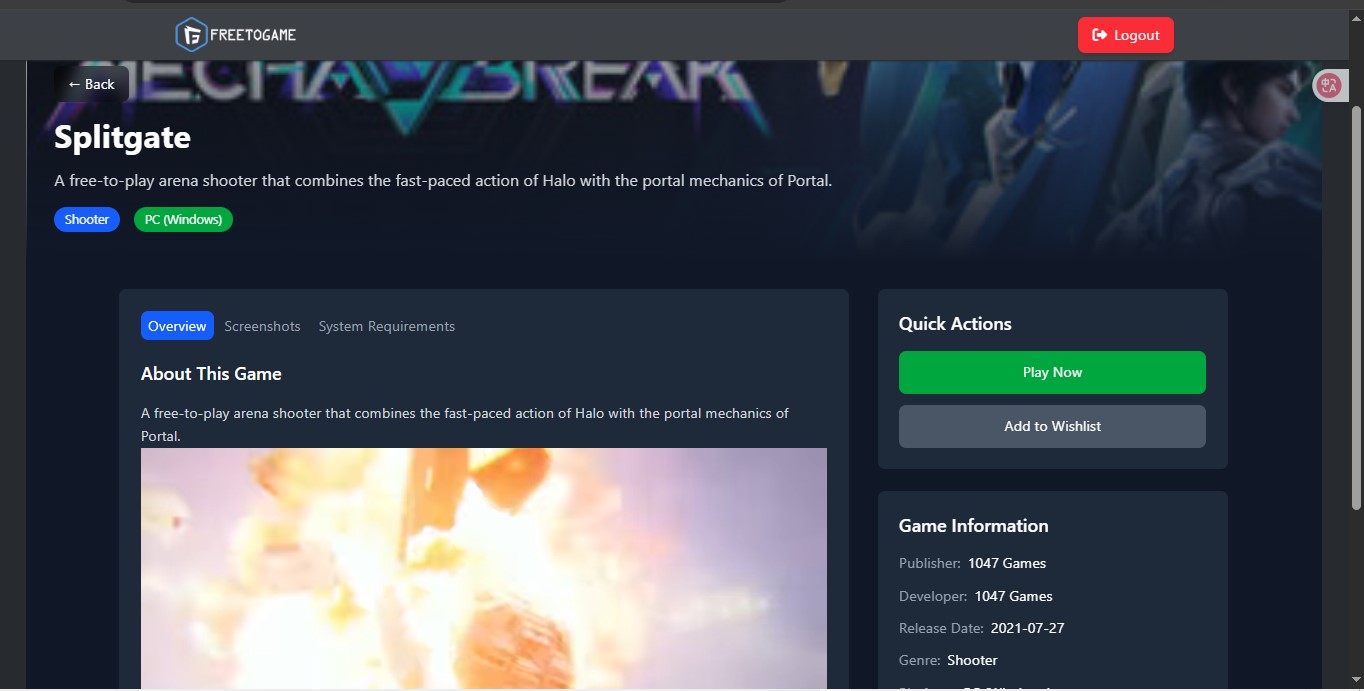 FREETOGAME
Logout
MECHA BREAK
← Back
Splitgate
A free-to-play arena shooter that combines the fast-paced action of Halo with the portal mechanics of Portal.
Shooter
PC (Windows)
Overview
Screenshots
System Requirements
About This Game
A free-to-play arena shooter that combines the fast-paced action of Halo with the portal mechanics of
Portal.
Quick Actions
Play Now
Add to Wishlist
Game Information
Publisher: 1047 Games
Developer: 1047 Games
Release Date: 2021-07-27
Genre: Shooter